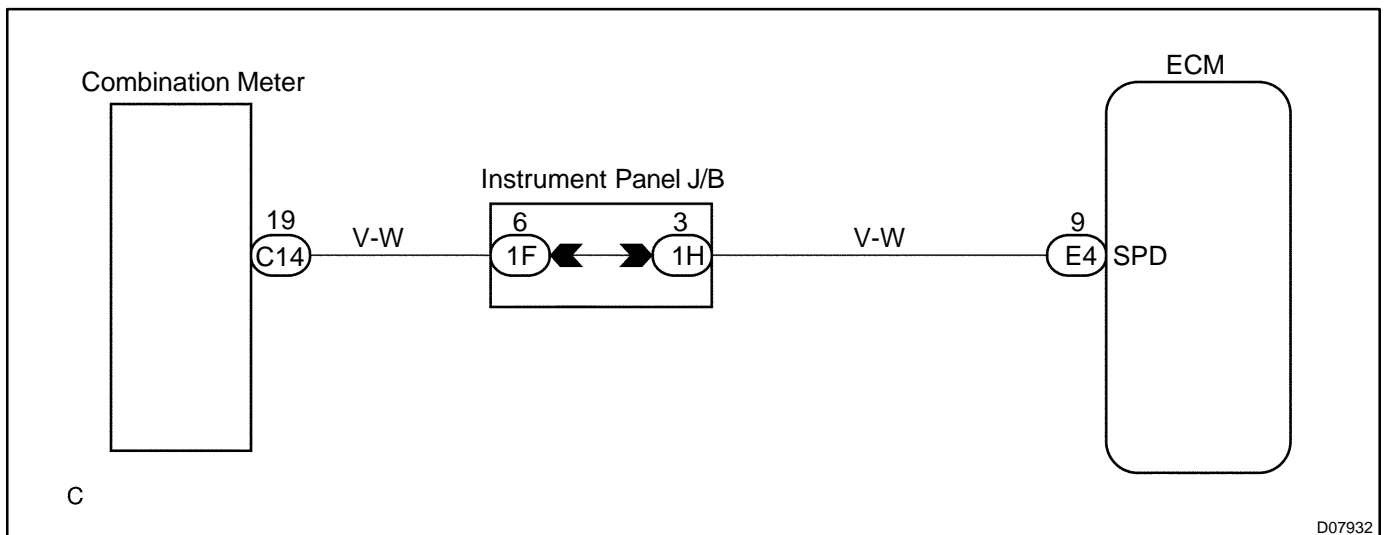 ECM
Combination Meter
Instrument Panel J/B
19
6
3
9
C14
V-W
1F
1H
V-W
E4
SPD
C
D07932